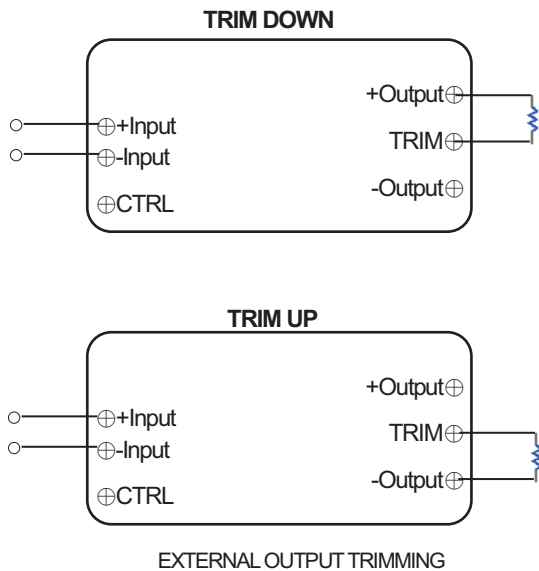 TRIM DOWN
+Output
+Input
TRIM
-Input
-Output
CTRL
TRIM UP
+Output
+Input
TRIM
-Input
-Output
CTRL
EXTERNAL OUTPUT TRIMMING